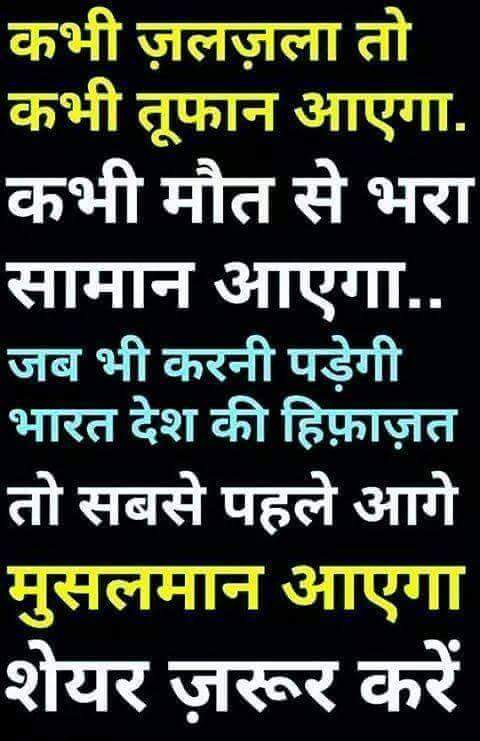 कभी ज़लज़ला तो
कभी तूफान आएगा.
कभी मौत से भरा
सामान आएगा..
जब भी करनी पड़ेगी
भारत देश की हिफ़ाज़त
तो सबसे पहले आगे
मुसलमान आएगा
शेयर ज़रूर करें